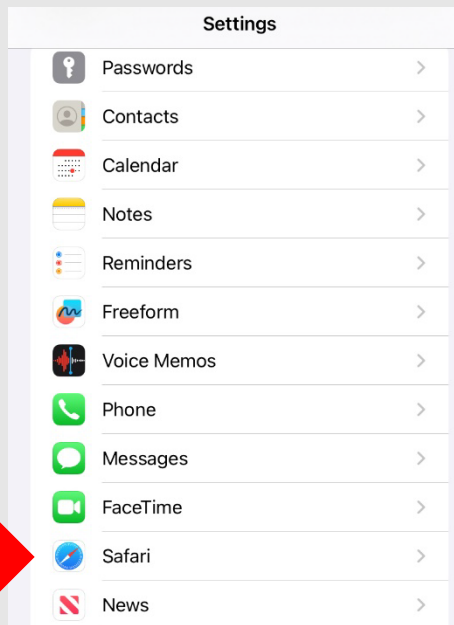 Settings
Passwords
Contacts
Calendar
Notes
Reminders
Freeform
Voice Memos
Phone
Messages
FaceTime
Safari
News